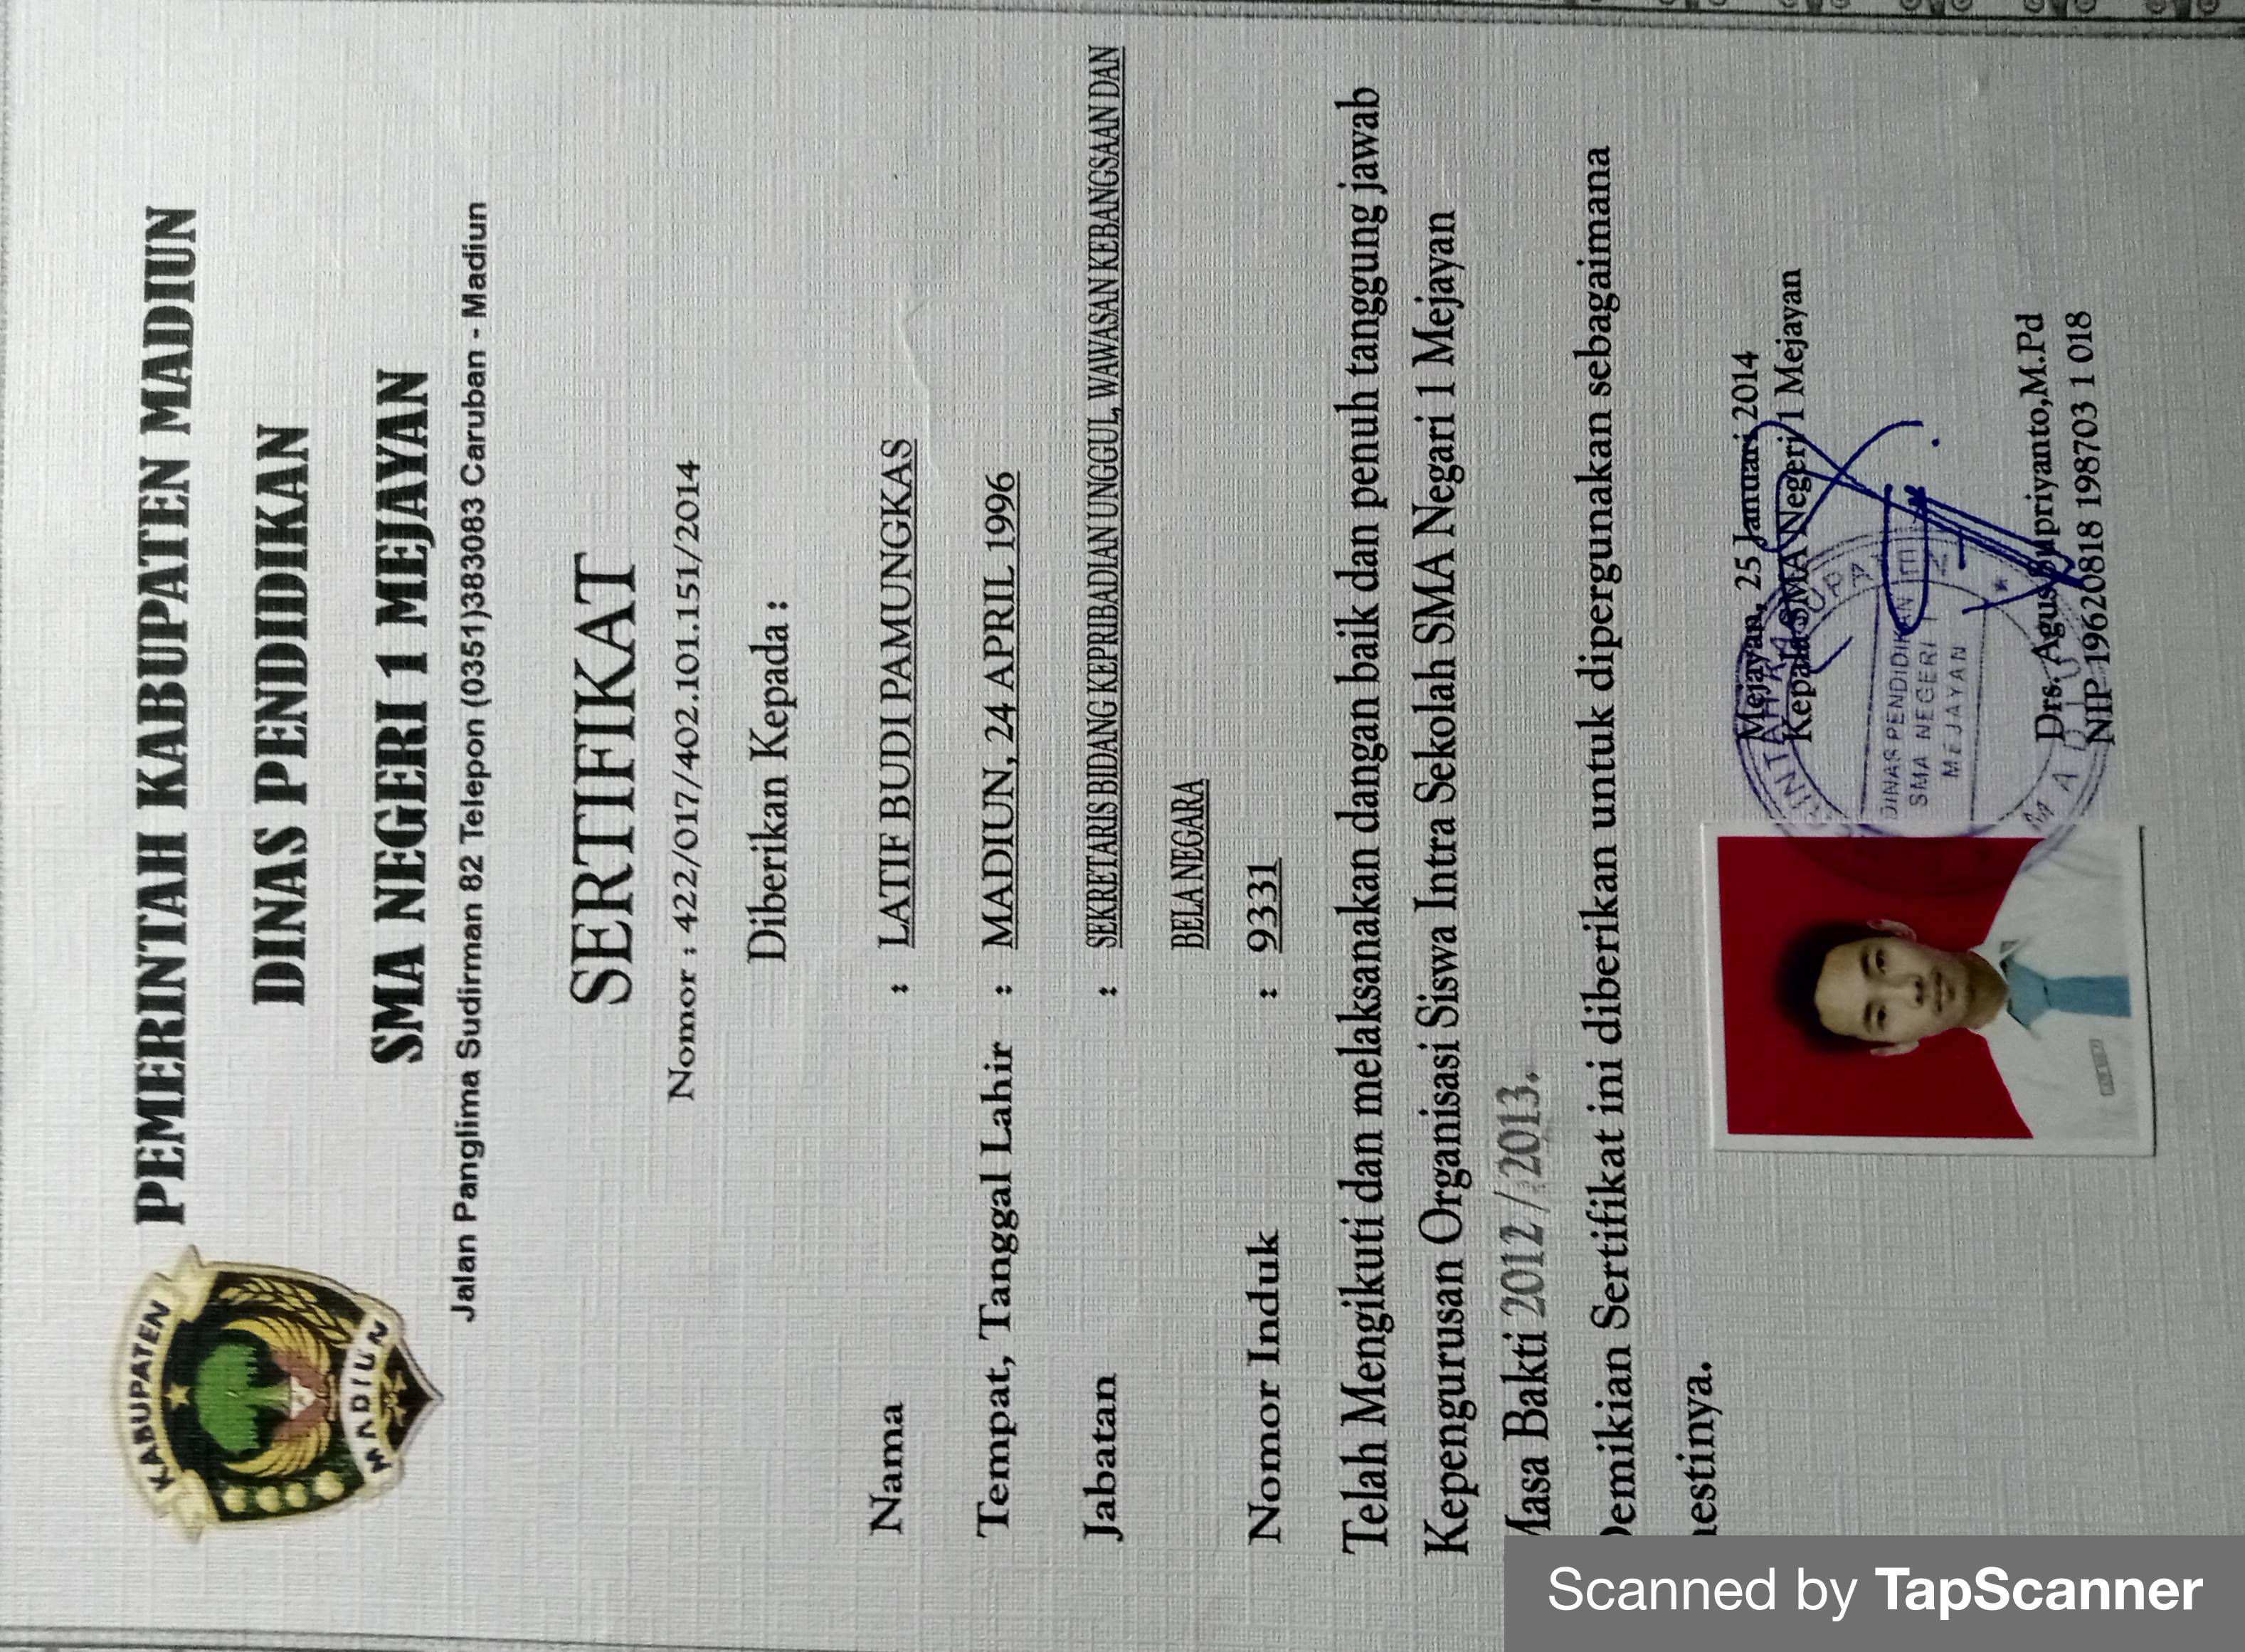 KABUPATEN
MADIUN
PEMERINTAH KABUPATEN MADIUN
DINAS PENDIDIKAN
SMA NEGERI 1 MEJAYAN
Jalan Panglima Sudirman 82 Telepon (0351)383083 Caruban - Madiun
SERTIFIKAT
Nomor : 422/017/402.101.151/2014
Diberikan Kepada :
Nama : LATIF BUDI PAMUNGKAS
Tempat, Tanggal Lahir : MADIUN, 24 APRIL 1996
Jabatan : SEKRETARIS BIDANG KEPRIBADIAN UNGGUL, WAWASAN KEBANGSAAN DAN
BELA NEGARA
Nomor Induk : 9331
Telah Mengikuti dan melaksanakan dangan baik dan penuh tanggung jawab
Kepengurusan Organisasi Siswa Intra Sekolah SMA Negari 1 Mejayan
Masa Bakti 2012 / 2013.
Demikian Sertifikat ini diberikan untuk dipergunakan sebagaimana
mestinya.
Mejayan, 25 Januari 2014
Kepala SMA Negeri 1 Mejayan
DINAS PENDIDIKAN
SMA NEGERI 1
MEJAYAN
Drs. Agus Supriyanto,M.Pd
NIP 19620818 198703 1 018
Scanned by TapScanner